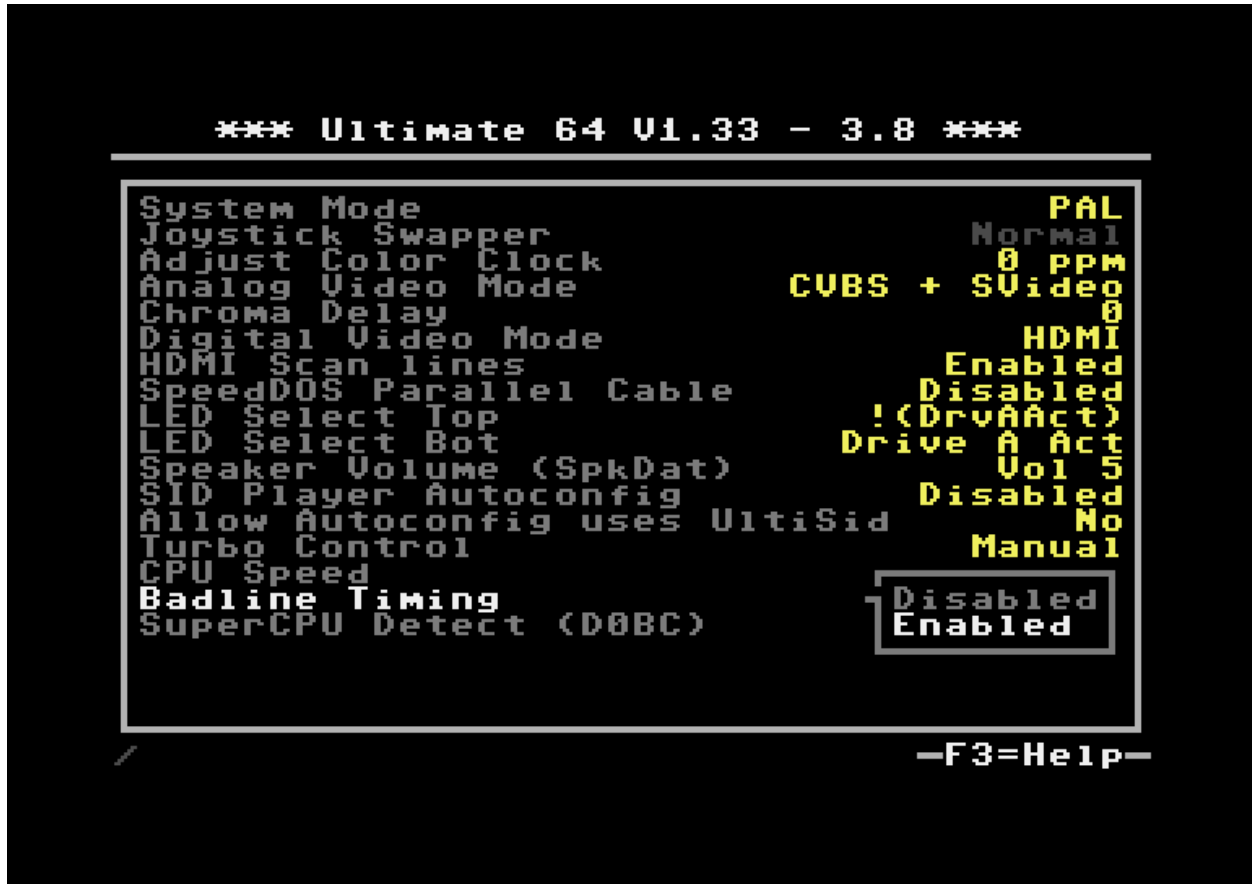 *** Ultimate 64 V1.33 - 3.8 ***
System Mode PAL
Joystick Swapper Normal
Adjust Color Clock 0 ppm
Analog Video Mode CVBS + SVideo
Chroma Delay 0
Digital Video Mode HDMI
HDMI Scan lines Enabled
SpeedDOS Parallel Cable Disabled
LED Select Top !(DrvAAct)
LED Select Bot Drive A Act
Speaker Volume (SpkDat) Vol 5
SID Player Autoconfig Disabled
Allow Autoconfig uses UltiSid No
Turbo Control Manual
CPU Speed
Badline Timing Disabled
SuperCPU Detect (D0BC) Enabled
/ -F3=Help-